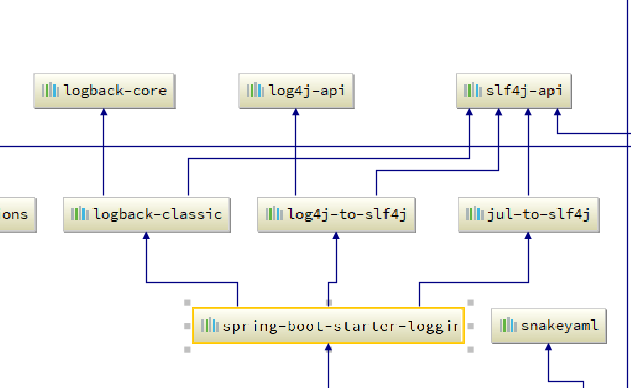 logback-core
log4j-api
slf4j-api
ons
logback-classic
log4j-to-slf4j
jul-to-slf4j
spring-boot-starter-loggin
snakeyaml